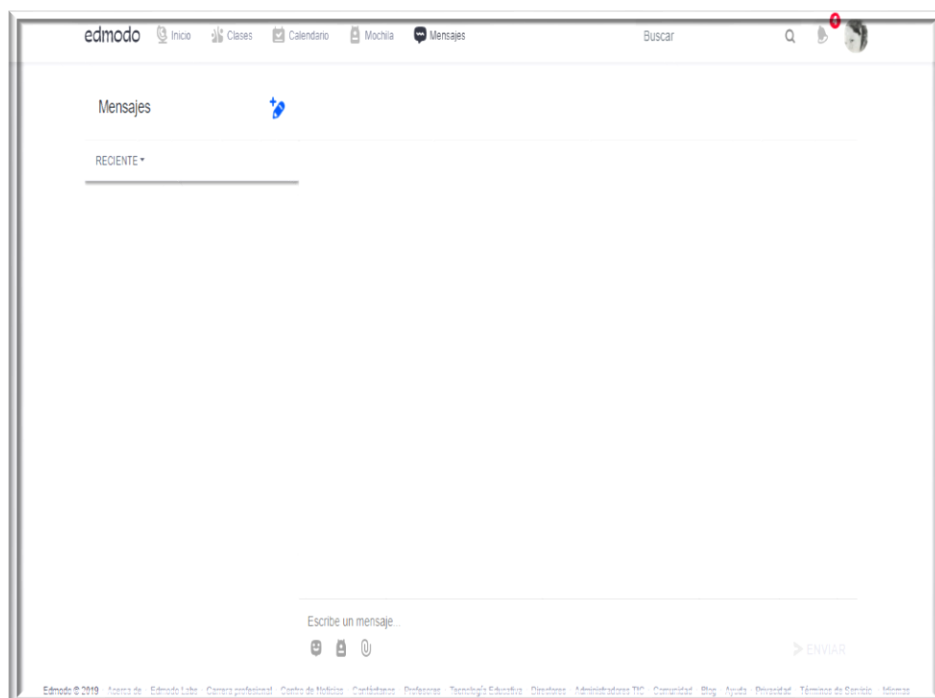 edmodo Inicio Clases Calendario Mochila Mensajes Buscar
Mensajes
RECIENTE
Escribe un mensaje...
ENVIAR
Edmodo © 2019 Acerca de Edmodo Labs Carrera profesional Centro de Noticias Contáctanos Profesores Tecnología Educativa Directores Administradores TIC Comunidad Blog Ayuda Privacidad Términos de Servicio Idiomas